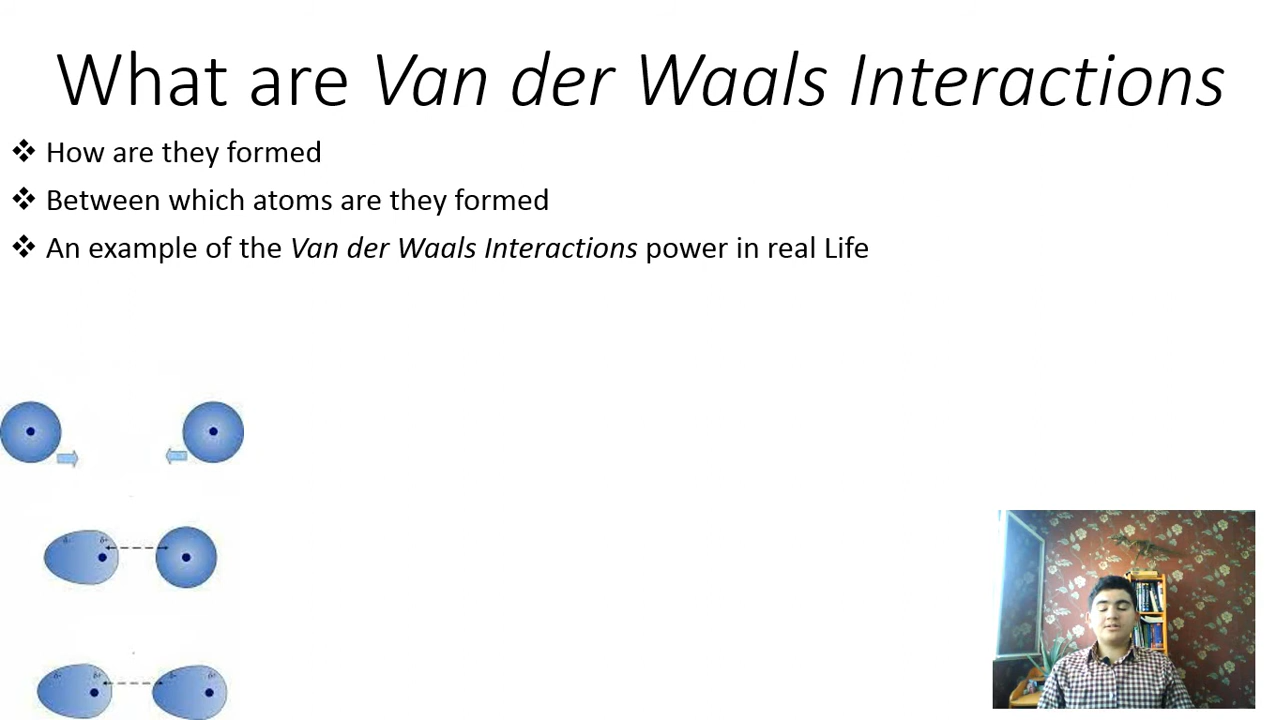 What are Van der Waals Interactions
❖ How are they formed
❖ Between which atoms are they formed
❖ An example of the Van der Waals Interactions power in real Life
δ- δ+
δ- δ+ δ- δ+